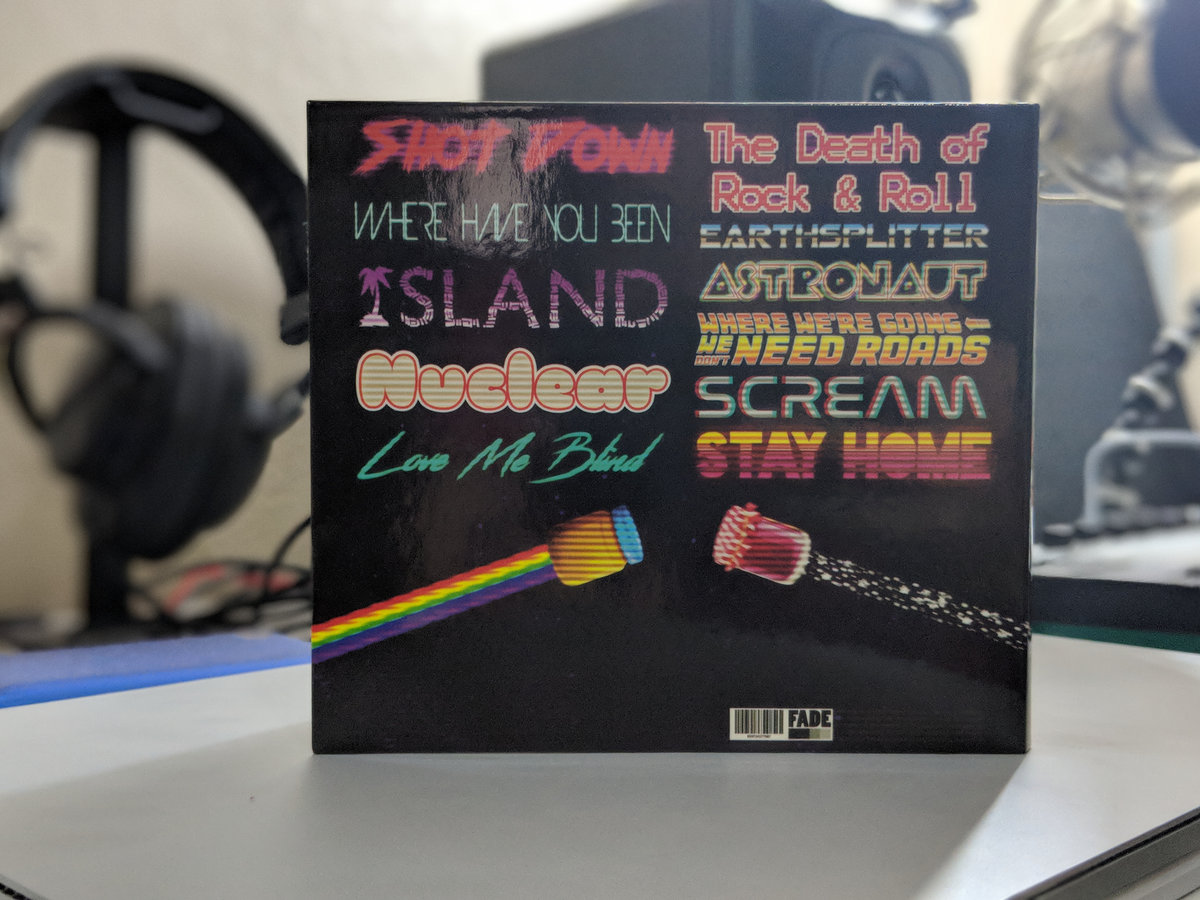 SHOT DOWN
WHERE HAVE YOU BEEN
ISLAND
Nuclear
Love Me Blind
The Death of
Rock & Roll
EARTHSPLITTER
ASTRONAUT
WHERE WE'RE GOING
WE DON'T NEED ROADS
SCREAM
STAY HOME
FADE